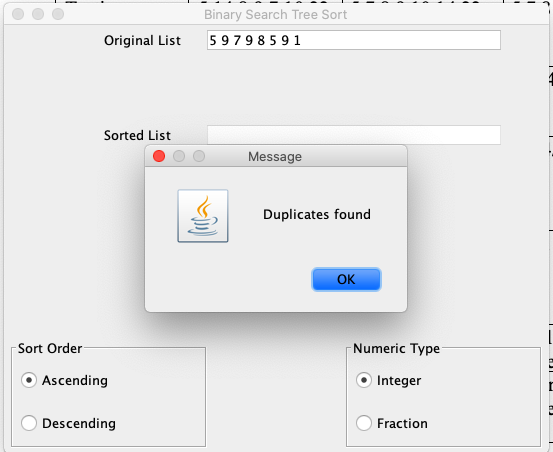 Binary Search Tree Sort
Original List 5 9 7 9 8 5 9 1
Sorted List
Message
Duplicates found
OK
Sort Order
Ascending
Descending
Numeric Type
Integer
Fraction